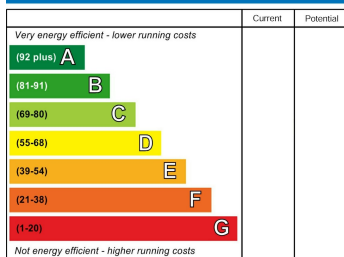 Current Potential
Very energy efficient - lower running costs
(92 plus) A
(81-91) B
(69-80) C
(55-68) D
(39-54) E
(21-38) F
(1-20) G
Not energy efficient - higher running costs